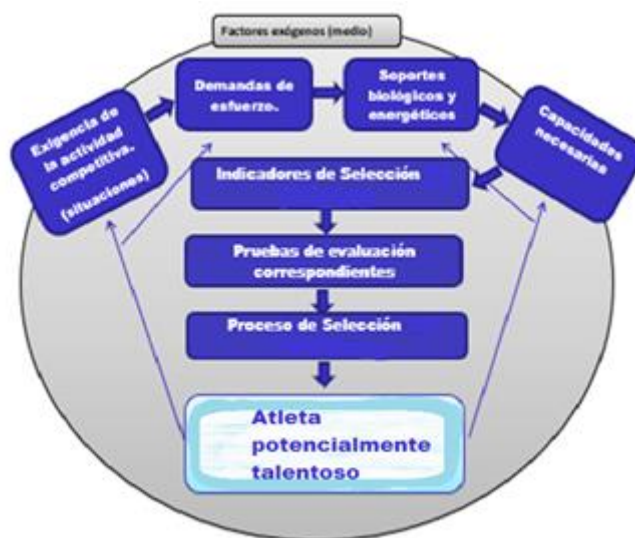 Factores exógenos (medio)
Exigencia de
la actividad
competitiva.
(situaciones)
Demandas de
esfuerzo.
Soportes
biológicos y
energéticos
Capacidades
necesarias
Indicadores de Selección
Pruebas de evaluación
correspondientes
Proceso de Selección
Atleta
potencialmente
talentoso